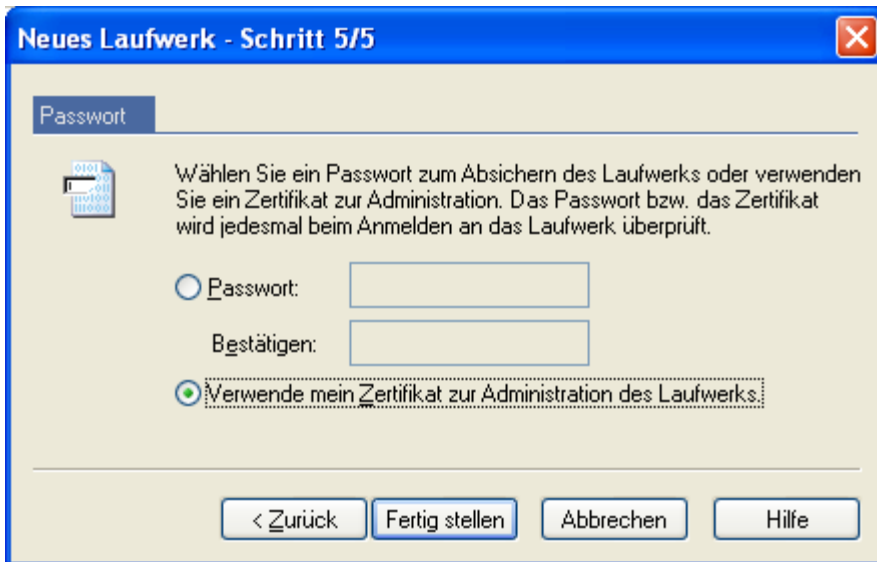 Neues Laufwerk - Schritt 5/5
Passwort
Wählen Sie ein Passwort zum Absichern des Laufwerks oder verwenden
Sie ein Zertifikat zur Administration. Das Passwort bzw. das Zertifikat
wird jedesmal beim Anmelden an das Laufwerk überprüft.
Passwort:
Bestätigen:
Verwende mein Zertifikat zur Administration des Laufwerks.
< Zurück Fertig stellen Abbrechen Hilfe